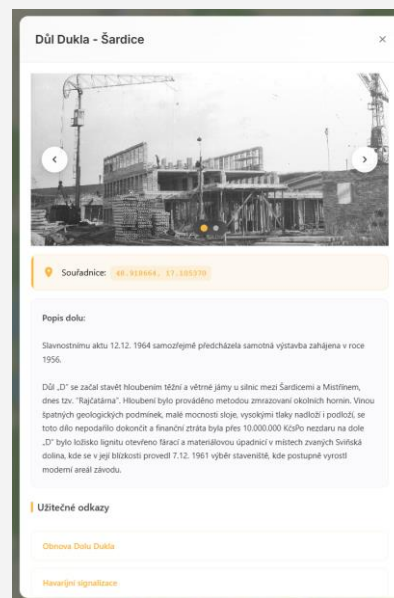 Důl Dukla - Šardice
Souřadnice:
Popis dolu:
Slavnostnímu aktu 12.12. 1964 samozřejmě předcházela samotná výstavba zahájena v roce
1956.
Důl „D" se začal stavět hloubením těžní a větrné jámy u silnic mezi Šardicemi a Mistřínem,
dnes tzv. "Rajčatárna". Hloubení bylo prováděno metodou zmrazování okolních hornin. Vinou
špatných geologických podmínek, malé mocnosti sloje, vysokými tlaky nadloží i podloží, se
toto dílo nepodařilo dokončit a finanční ztráta byla přes 10.000.000 KčsPo nezdaru na dole
„D" bylo ložisko lignitu otevřeno fárací a materiálovou úpadnicí v místech zvaných Sviňská
dolina, kde se v její blízkosti provedl 7.12. 1961 výběr staveniště, kde postupně vyrostl
moderní areál závodu.
Užitečné odkazy
Obnova Dolu Dukla
Havarijní signalizace